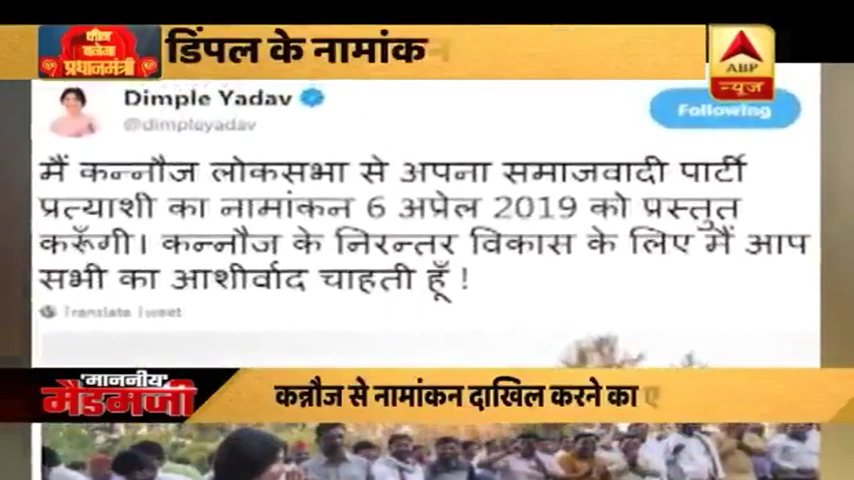 कौन
बनेगा
प्रधानमंत्री
डिंपल के नामांकन
ABP
न्यूज़
Dimple Yadav
@dimpleyadav
Following
मैं कन्नौज लोकसभा से अपना समाजवादी पार्टी
प्रत्याशी का नामांकन 6 अप्रेल 2019 को प्रस्तुत
करूँगी। कन्नौज के निरन्तर विकास के लिए मैं आप
सभी का आशीर्वाद चाहती हूँ !
Translate Tweet
'माननीय'
मैडमजी
कन्नौज से नामांकन दाखिल करने का ए